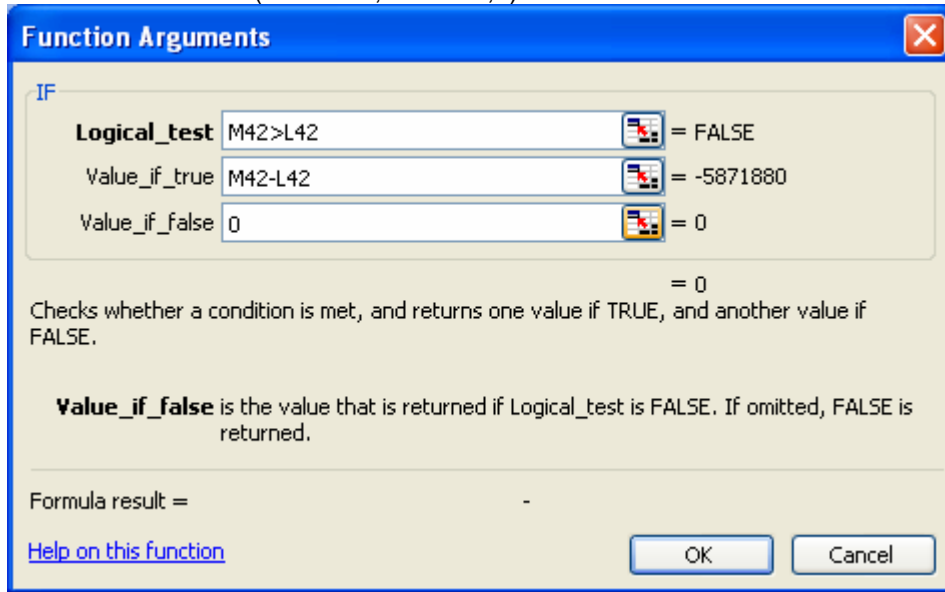 Function Arguments
IF
Logical_test M42>L42 = FALSE
Value_if_true M42-L42 = -5871880
Value_if_false 0 = 0
= 0
Checks whether a condition is met, and returns one value if TRUE, and another value if
FALSE.
Value_if_false is the value that is returned if Logical_test is FALSE. If omitted, FALSE is
returned.
Formula result = -
Help on this function OK Cancel